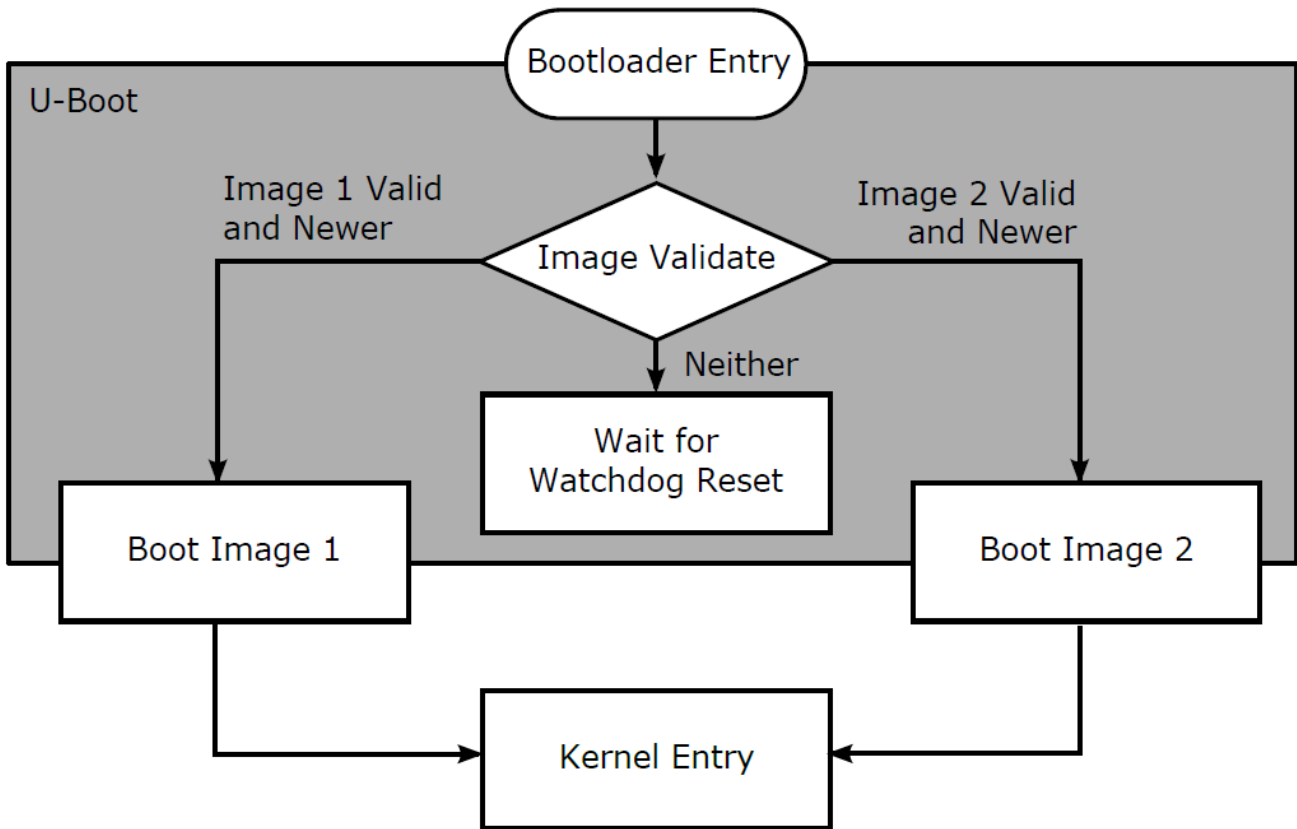 Bootloader Entry
U-Boot
Image 1 Valid
and Newer
Image 2 Valid
and Newer
Image Validate
Neither
Wait for
Watchdog Reset
Boot Image 1
Boot Image 2
Kernel Entry